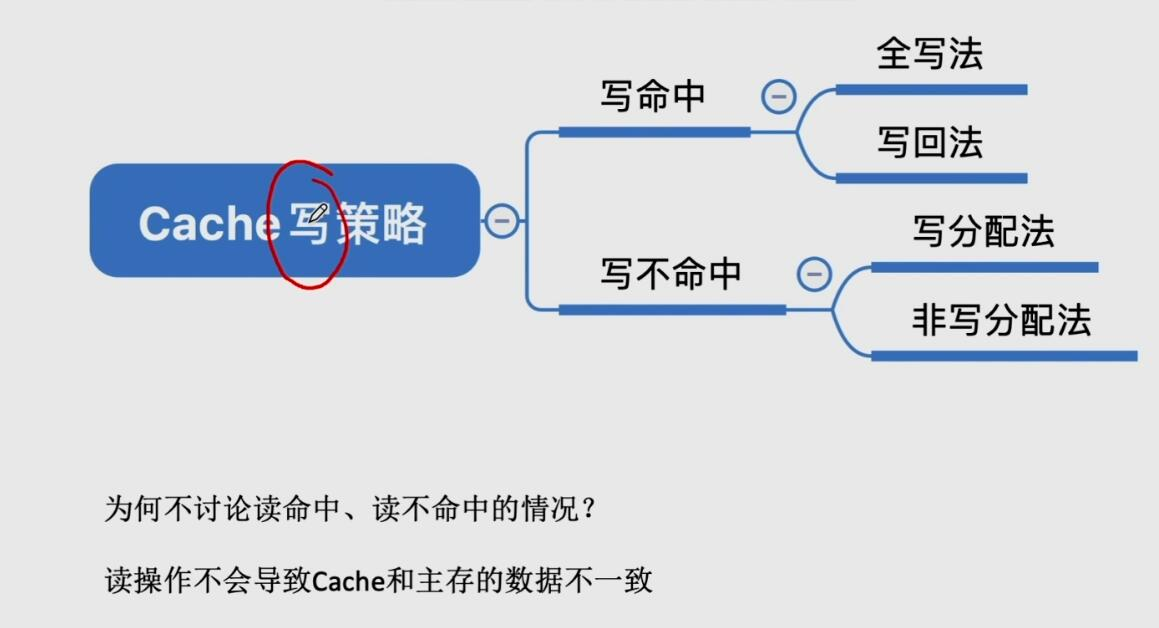 Cache写策略
写命中
全写法
写回法
写不命中
写分配法
非写分配法
为何不讨论读命中、读不命中的情况？
读操作不会导致Cache和主存的数据不一致